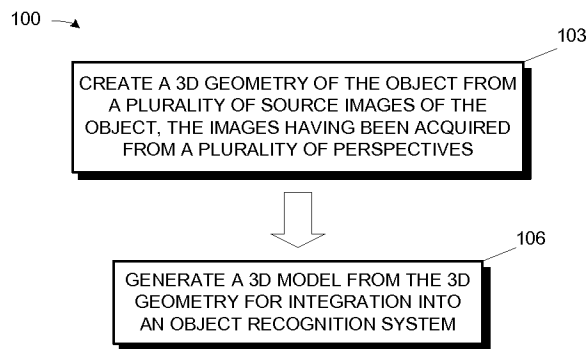 100
103
CREATE A 3D GEOMETRY OF THE OBJECT FROM
A PLURALITY OF SOURCE IMAGES OF THE
OBJECT, THE IMAGES HAVING BEEN ACQUIRED
FROM A PLURALITY OF PERSPECTIVES
106
GENERATE A 3D MODEL FROM THE 3D
GEOMETRY FOR INTEGRATION INTO
AN OBJECT RECOGNITION SYSTEM